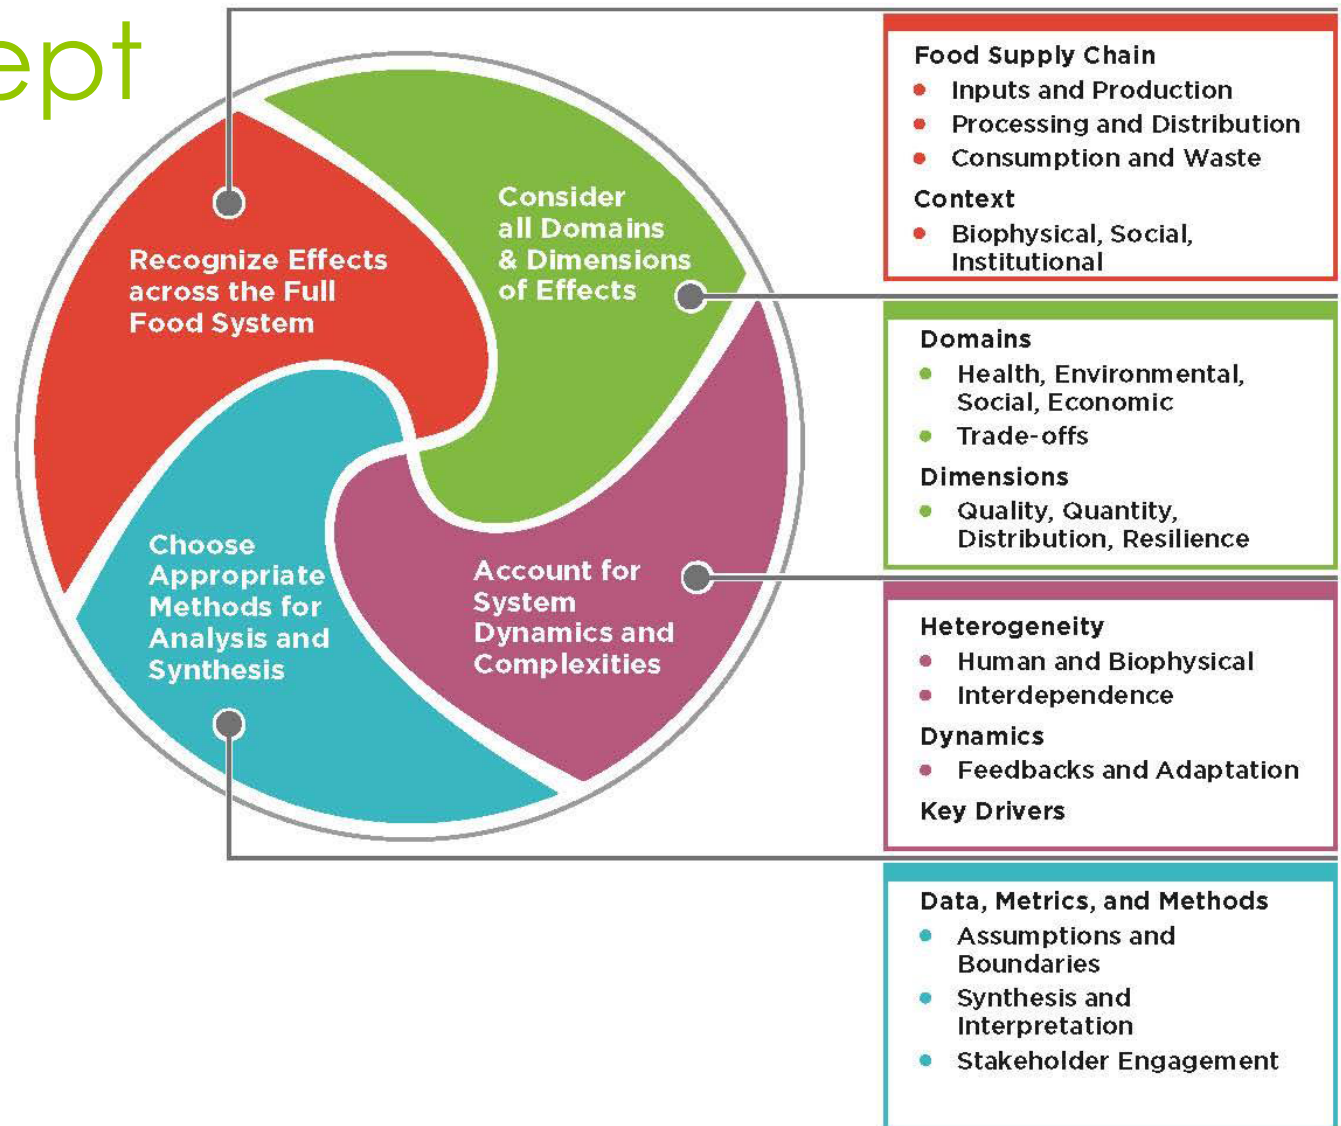 ept
Recognize Effects
across the Full
Food System
Consider
all Domains
& Dimensions
of Effects
Choose
Appropriate
Methods for
Analysis and
Synthesis
Account for
System
Dynamics and
Complexities
Food Supply Chain
• Inputs and Production
• Processing and Distribution
• Consumption and Waste
Context
• Biophysical, Social,
Institutional
Domains
• Health, Environmental,
Social, Economic
• Trade-offs
Dimensions
• Quality, Quantity,
Distribution, Resilience
Heterogeneity
• Human and Biophysical
• Interdependence
Dynamics
• Feedbacks and Adaptation
Key Drivers
Data, Metrics, and Methods
• Assumptions and
Boundaries
• Synthesis and
Interpretation
• Stakeholder Engagement